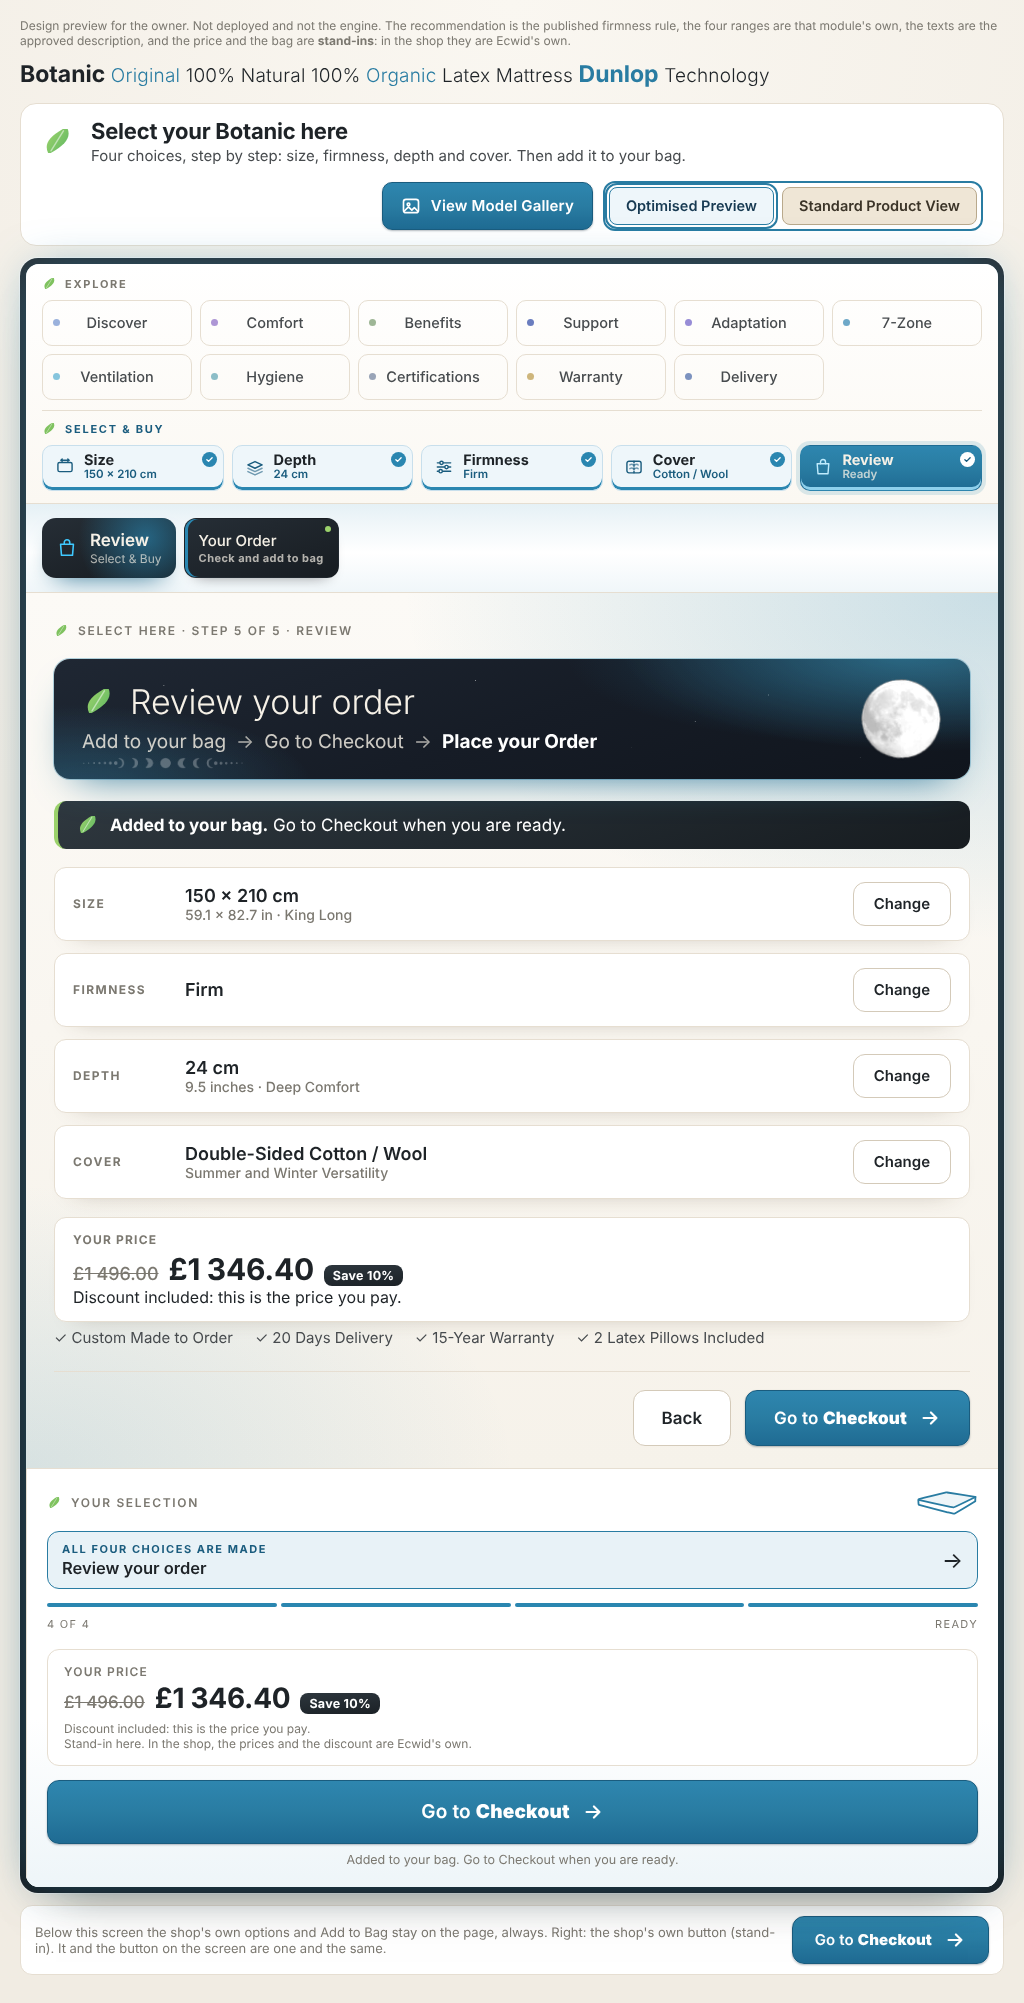 Design preview for the owner. Not deployed and not the engine. The recommendation is the published firmness rule, the four ranges are that module's own, the texts are the
approved description, and the price and the bag are stand-ins: in the shop they are Ecwid's own.
Botanic Original 100% Natural 100% Organic Latex Mattress Dunlop Technology
Select your Botanic here
Four choices, step by step: size, firmness, depth and cover. Then add it to your bag.
View Model Gallery
Optimised Preview
Standard Product View
EXPLORE
Discover
Comfort
Benefits
Support
Adaptation
7-Zone
Ventilation
Hygiene
Certifications
Warranty
Delivery
SELECT & BUY
Size
150 × 210 cm
Depth
24 cm
Firmness
Firm
Cover
Cotton / Wool
Review
Ready
Review
Select & Buy
Your Order
Check and add to bag
SELECT HERE · STEP 5 OF 5 · REVIEW
Review your order
Add to your bag → Go to Checkout → Place your Order
Added to your bag. Go to Checkout when you are ready.
SIZE
150 × 210 cm
59.1 × 82.7 in · King Long
Change
FIRMNESS
Firm
Change
DEPTH
24 cm
9.5 inches · Deep Comfort
Change
COVER
Double-Sided Cotton / Wool
Summer and Winter Versatility
Change
YOUR PRICE
£1 496.00 £1 346.40 Save 10%
Discount included: this is the price you pay.
✓ Custom Made to Order ✓ 20 Days Delivery ✓ 15-Year Warranty ✓ 2 Latex Pillows Included
Back
Go to Checkout →
YOUR SELECTION
ALL FOUR CHOICES ARE MADE
Review your order →
4 OF 4
READY
YOUR PRICE
£1 496.00 £1 346.40 Save 10%
Discount included: this is the price you pay.
Stand-in here. In the shop, the prices and the discount are Ecwid's own.
Go to Checkout →
Added to your bag. Go to Checkout when you are ready.
Below this screen the shop's own options and Add to Bag stay on the page, always. Right: the shop's own button (stand-
in). It and the button on the screen are one and the same.
Go to Checkout →